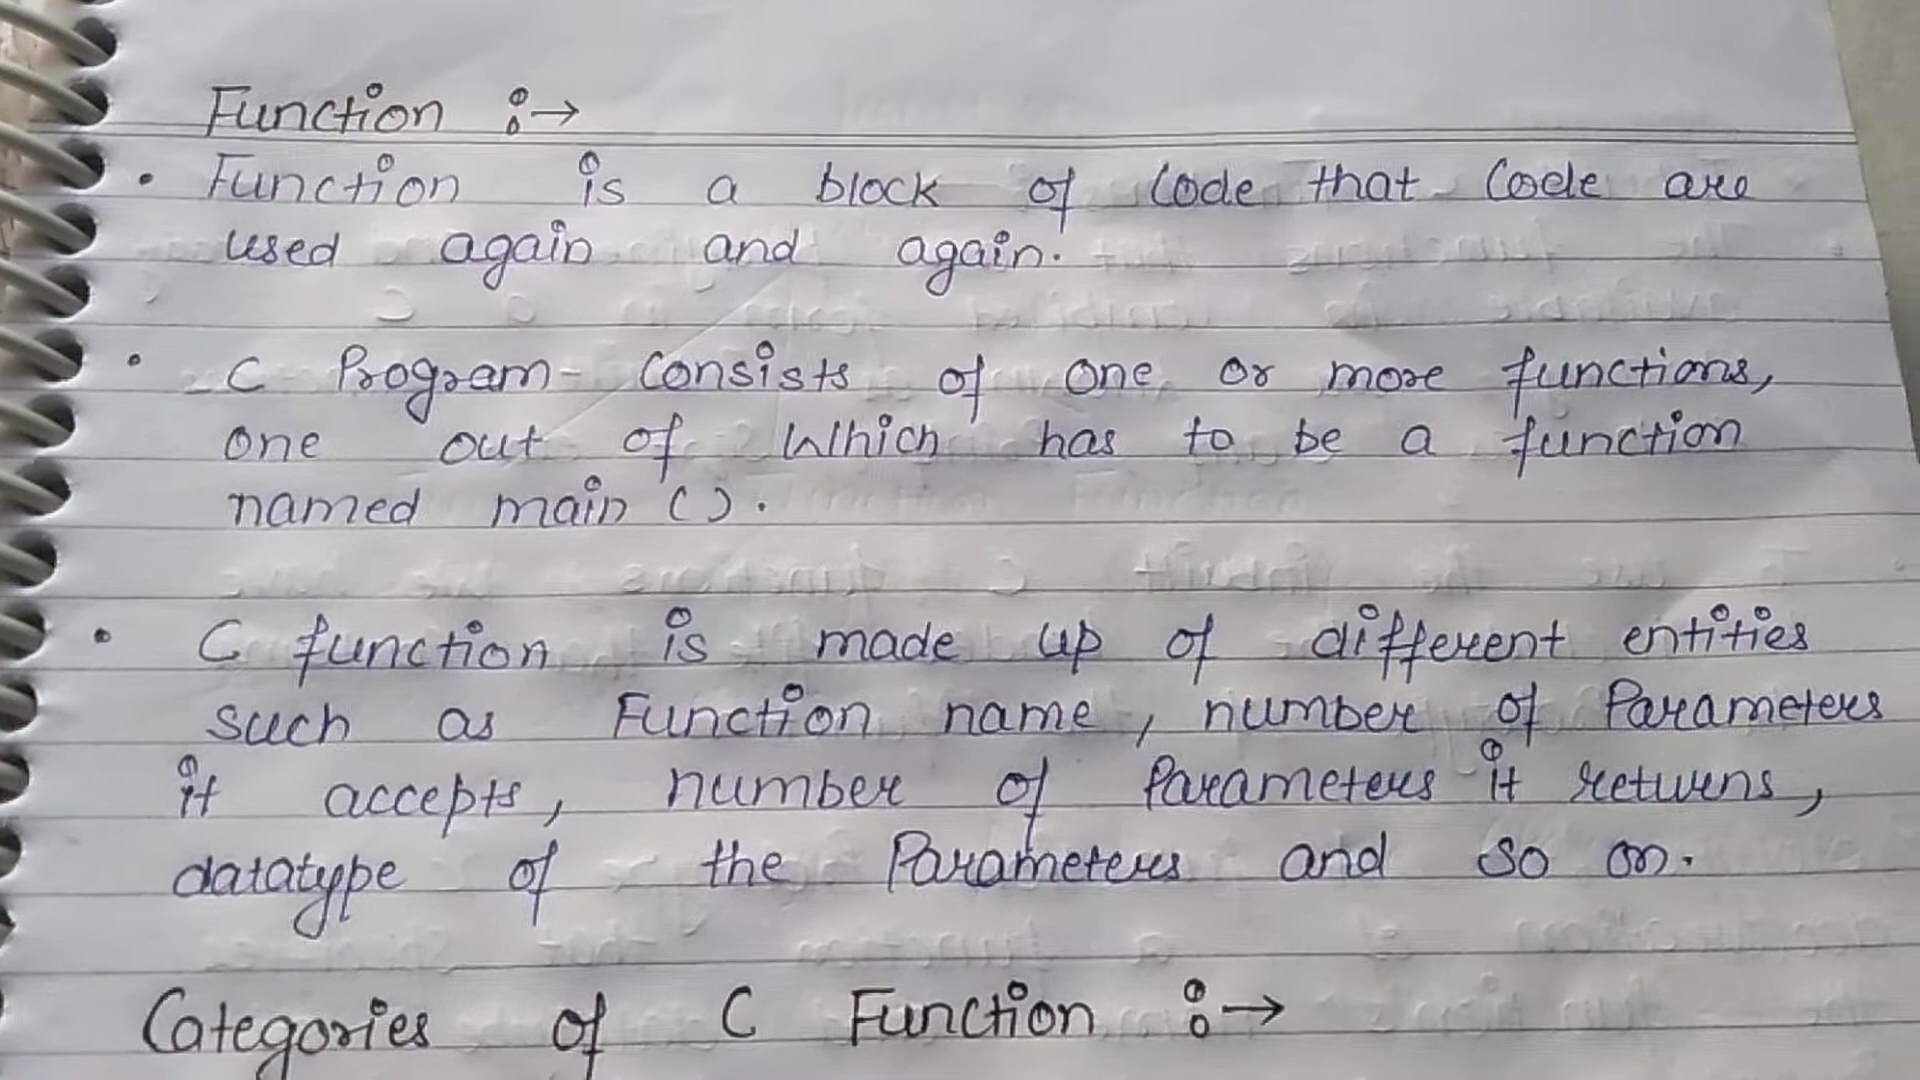 Function :→
• Function is a block of code that code are
used again and again.
• C Program consists of one or more functions,
one out of which has to be a function
named main ().
• C function is made up of different entities
such as Function name, number of Parameters
it accepts, number of Parameters it returns,
datatype of the Parameters and so on.
Categories of C Function :→